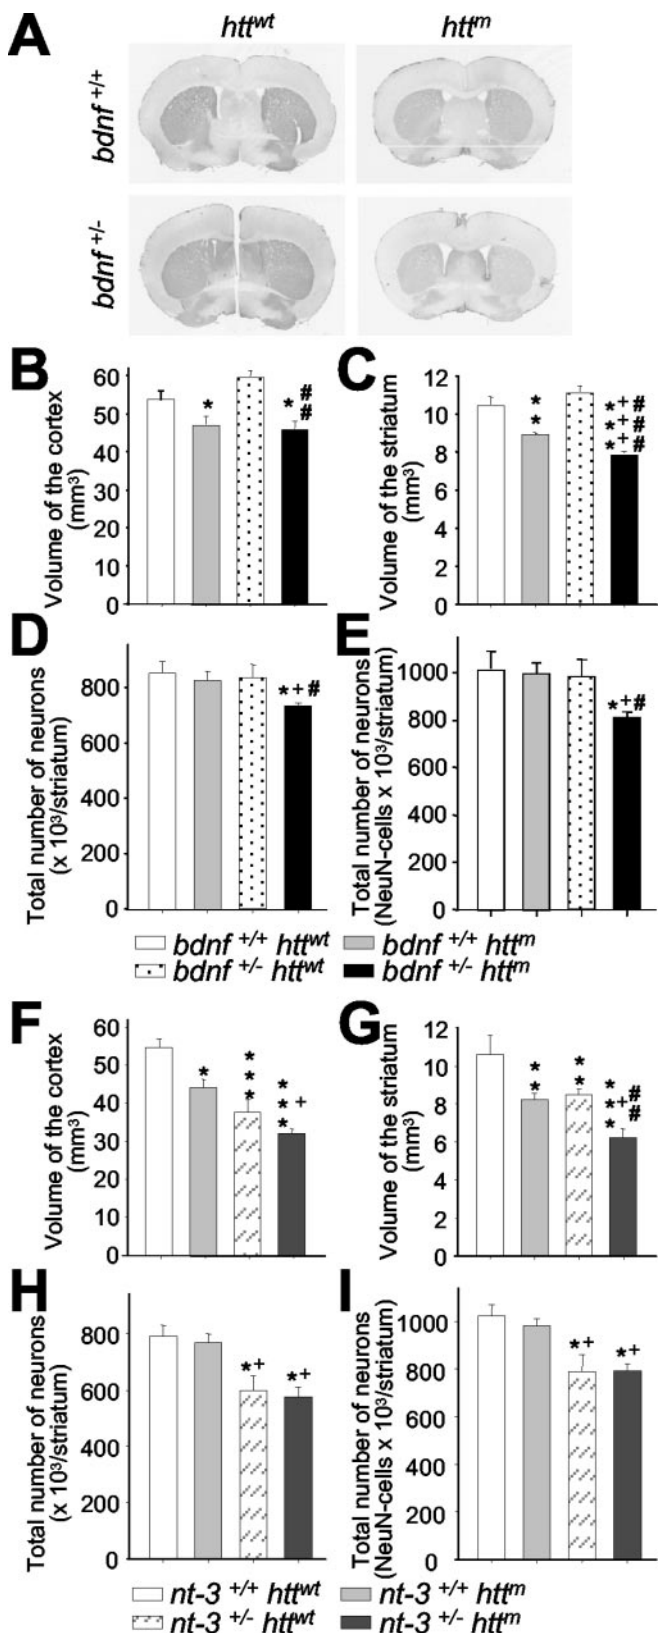 A
htt^wt htt^m
bdnf ^+/+
bdnf ^+/-
B
Volume of the cortex
(mm³)
60
50
40
30
20
10
0
*
* # #
C
Volume of the striatum
(mm³)
12
10
8
6
4
2
0
* *
* + #
* + #
* + #
D
Total number of neurons
(x 10³/striatum)
800
600
400
200
0
* + #
E
Total number of neurons
(NeuN-cells x 10³/striatum)
1000
800
600
400
200
0
* + #
bdnf ^+/+ htt^wt bdnf ^+/+ htt^m
bdnf ^+/- htt^wt bdnf ^+/- htt^m
F
Volume of the cortex
(mm³)
60
50
40
30
20
10
0
*
* * *
* * * +
G
Volume of the striatum
(mm³)
12
10
8
6
4
2
0
* *
* *
* * * + # #
H
Total number of neurons
(x 10³/striatum)
800
600
400
200
0
* +
* +
I
Total number of neurons
(NeuN-cells x 10³/striatum)
1000
800
600
400
200
0
* +
* +
nt-3 ^+/+ htt^wt nt-3 ^+/+ htt^m
nt-3 ^+/- htt^wt nt-3 ^+/- htt^m